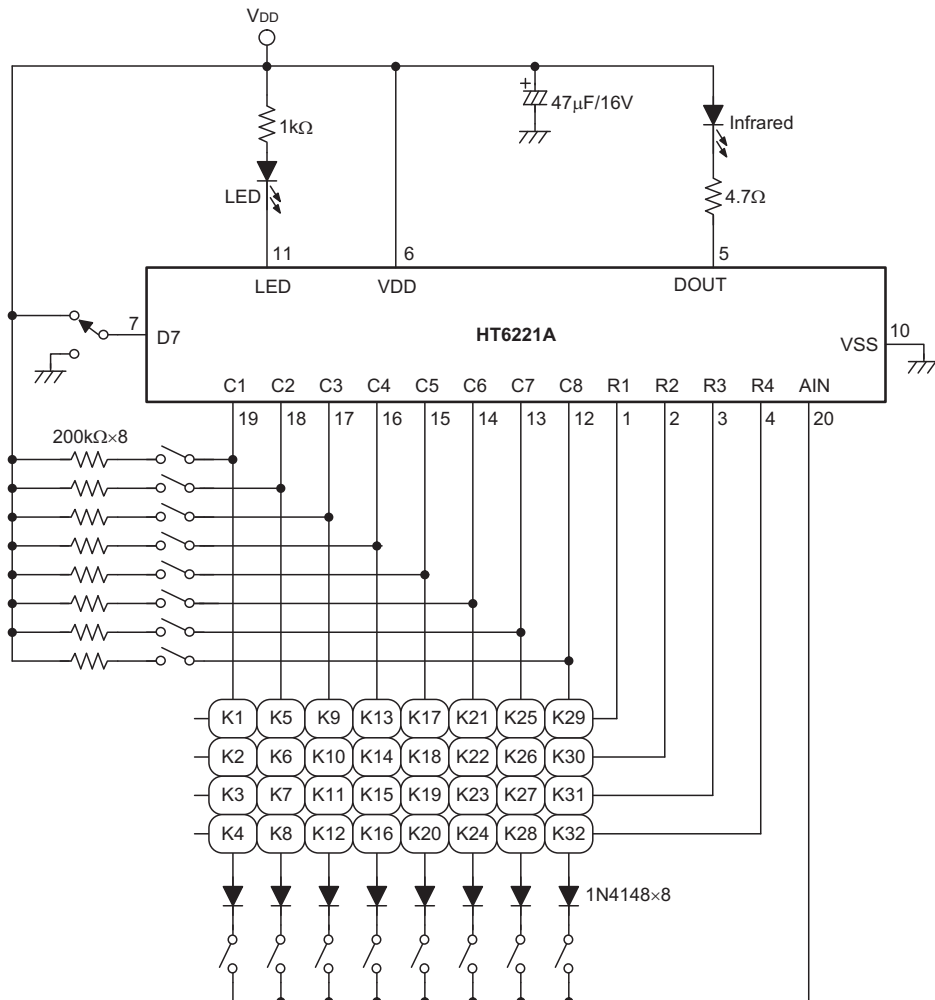 VDD
1kΩ
47μF/16V
Infrared
LED
4.7Ω
11
6
5
LED
VDD
DOUT
7
D7
HT6221A
10
VSS
C1 C2 C3 C4 C5 C6 C7 C8 R1 R2 R3 R4 AIN
19 18 17 16 15 14 13 12 1 2 3 4 20
200kΩ×8
K1 K5 K9 K13 K17 K21 K25 K29
K2 K6 K10 K14 K18 K22 K26 K30
K3 K7 K11 K15 K19 K23 K27 K31
K4 K8 K12 K16 K20 K24 K28 K32
1N4148×8